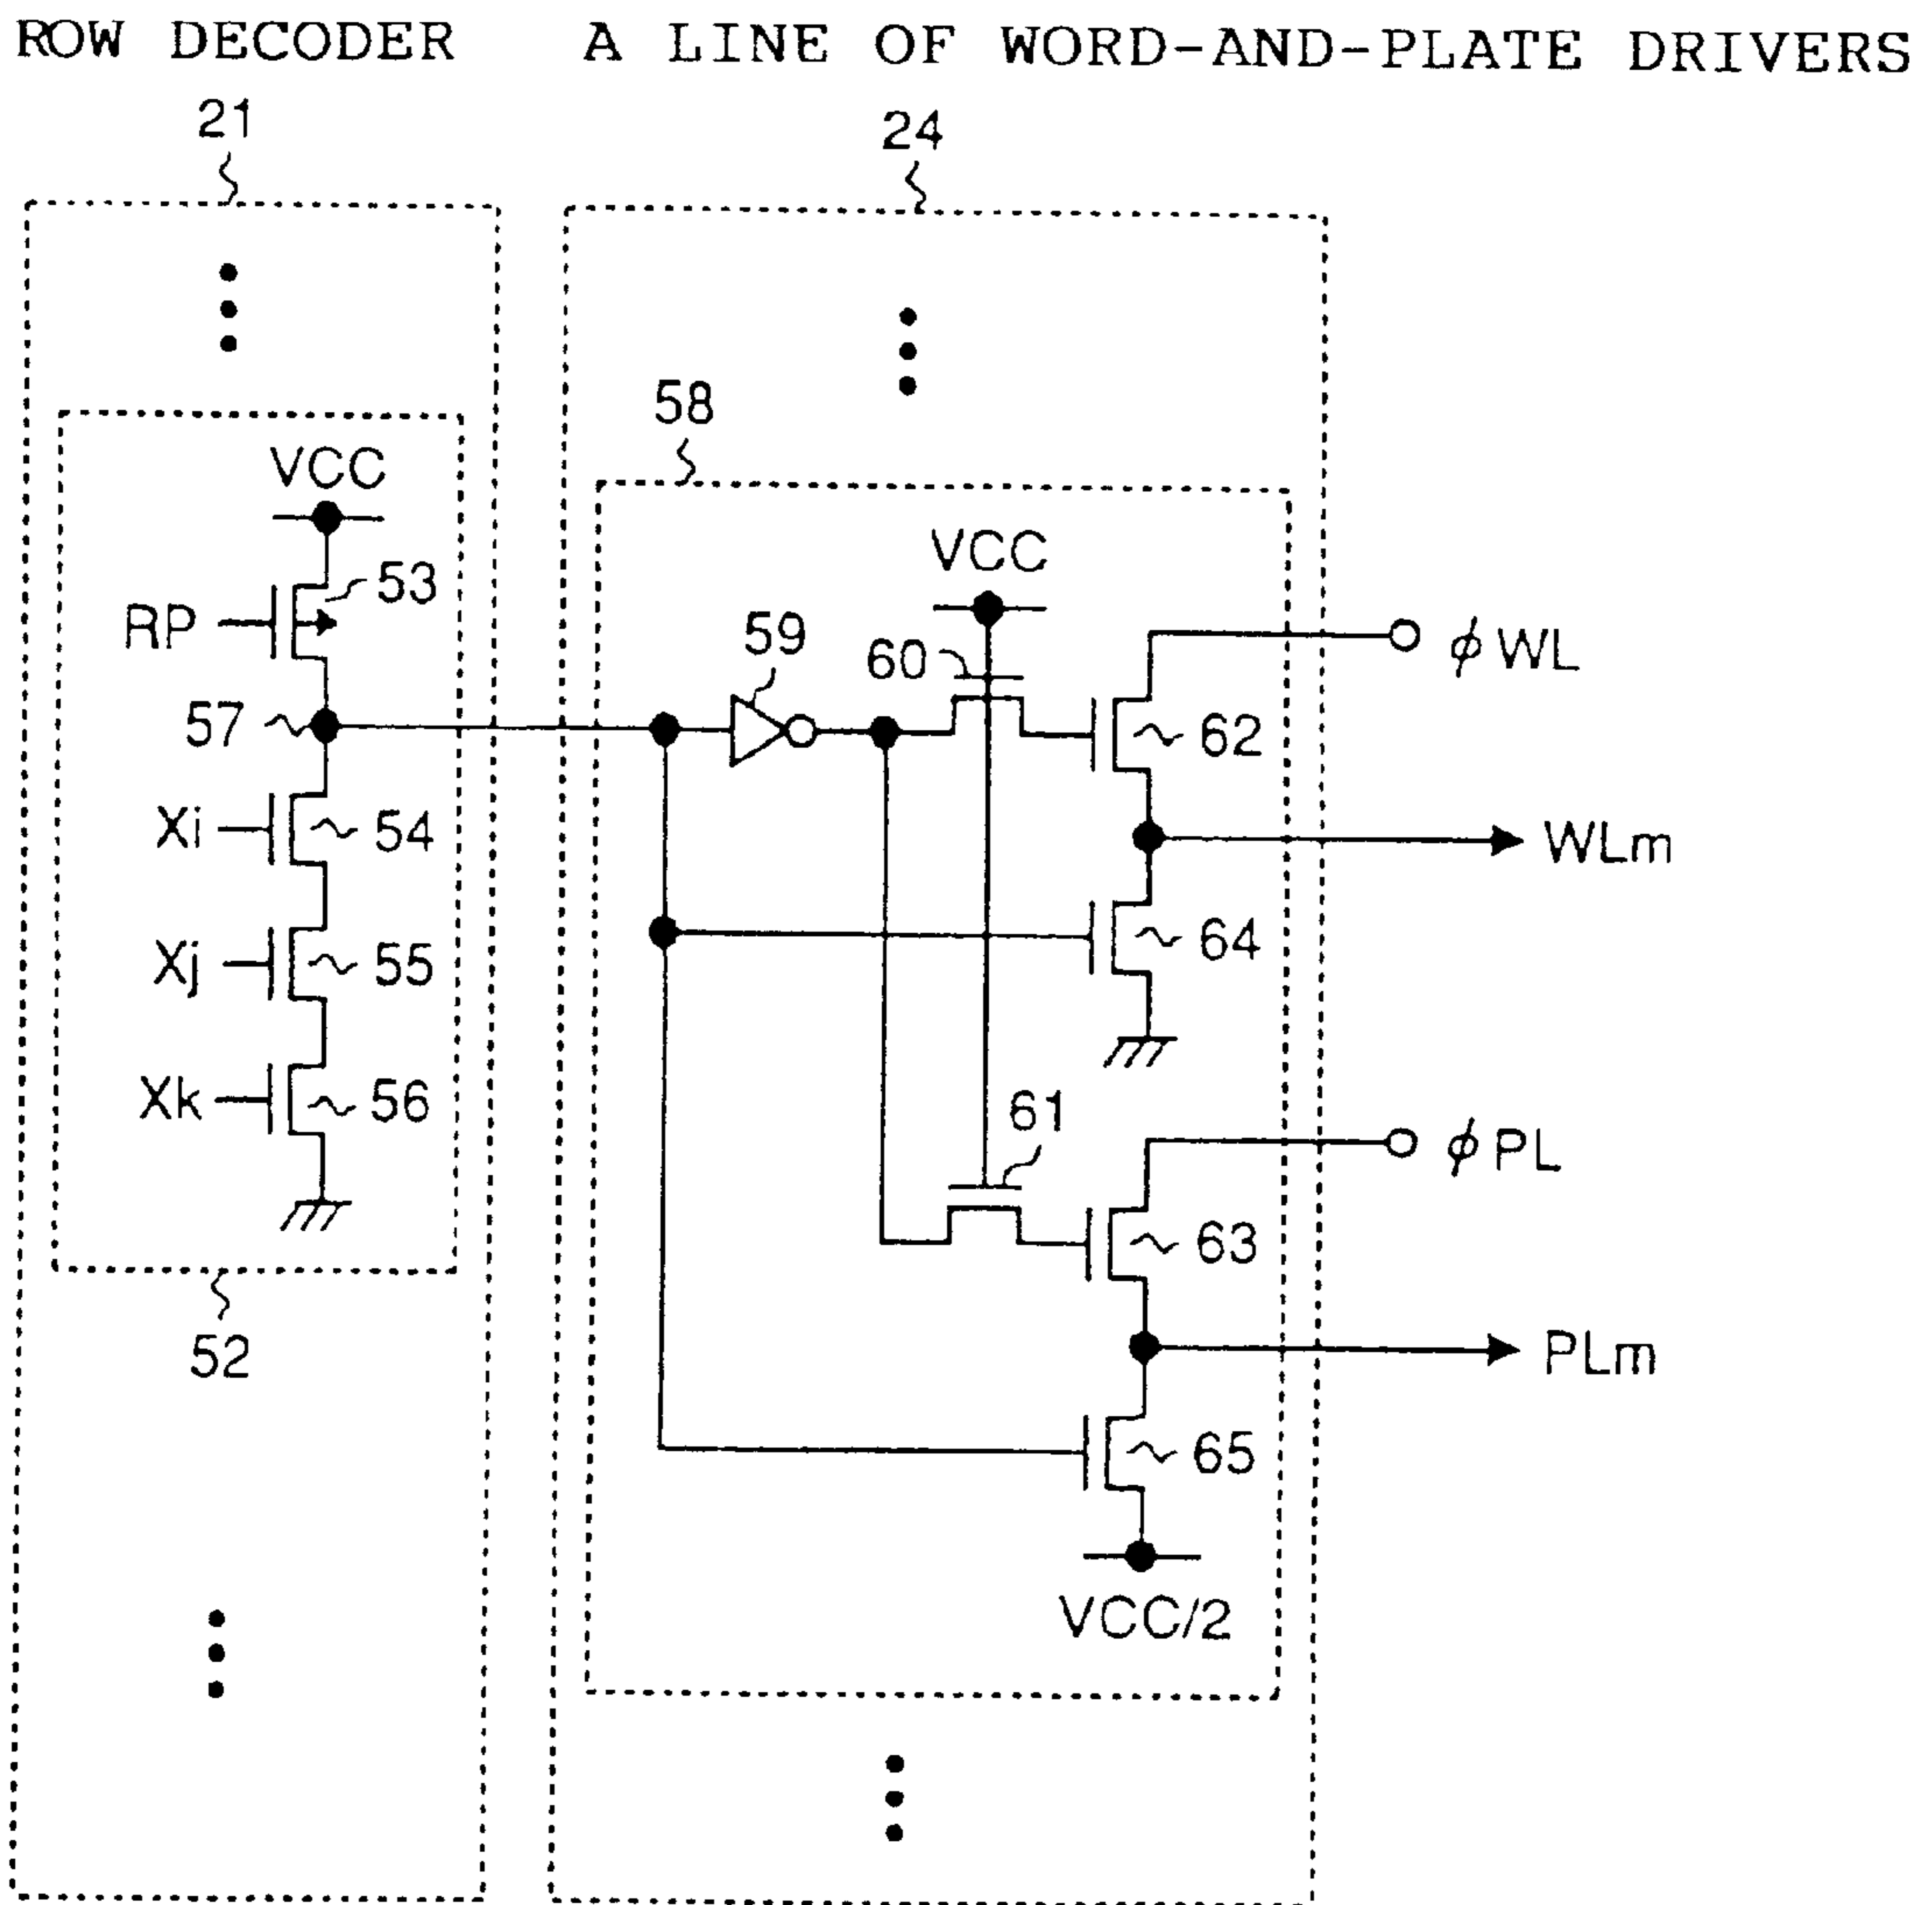 ROW DECODER
A LINE OF WORD-AND-PLATE DRIVERS
21
24
58
VCC
53
RP
57
Xi
54
Xj
55
Xk
56
52
VCC
59
60
62
φWL
WLm
64
61
φPL
63
PLm
65
VCC/2